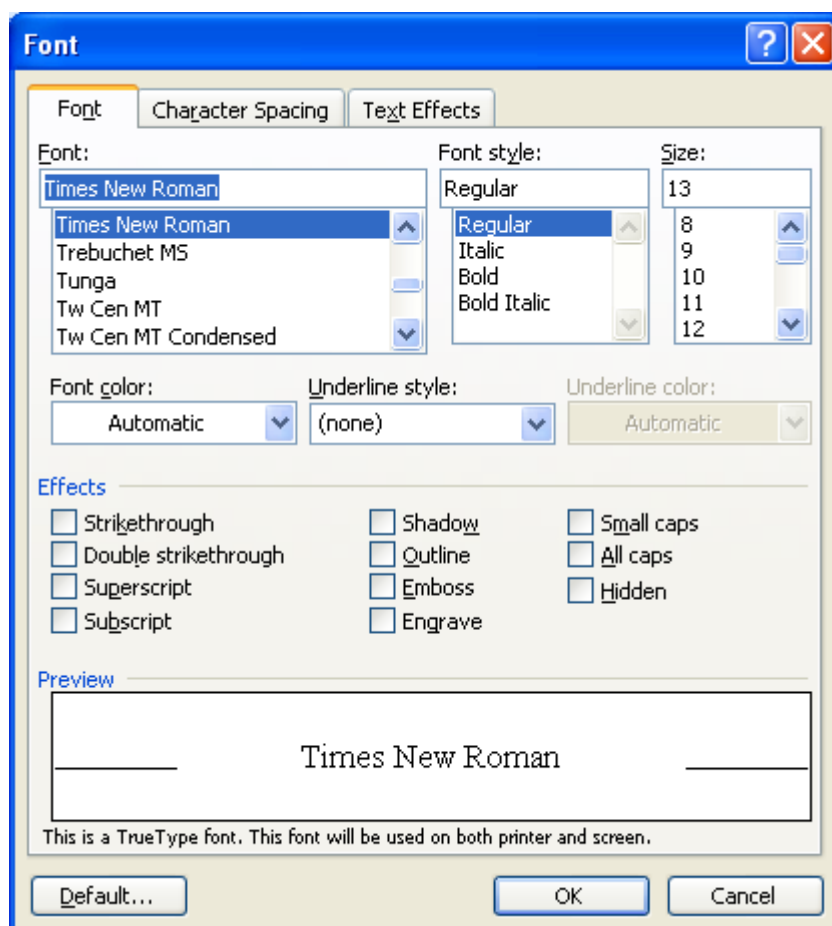 Font
Font Character Spacing Text Effects
Font: Font style: Size:
Times New Roman Regular 13
Times New Roman Regular 8
Trebuchet MS Italic 9
Tunga Bold 10
Tw Cen MT Bold Italic 11
Tw Cen MT Condensed 12
Font color: Underline style: Underline color:
Automatic (none) Automatic
Effects
Strikethrough Shadow Small caps
Double strikethrough Outline All caps
Superscript Emboss Hidden
Subscript Engrave
Preview
Times New Roman
This is a TrueType font. This font will be used on both printer and screen.
Default... OK Cancel